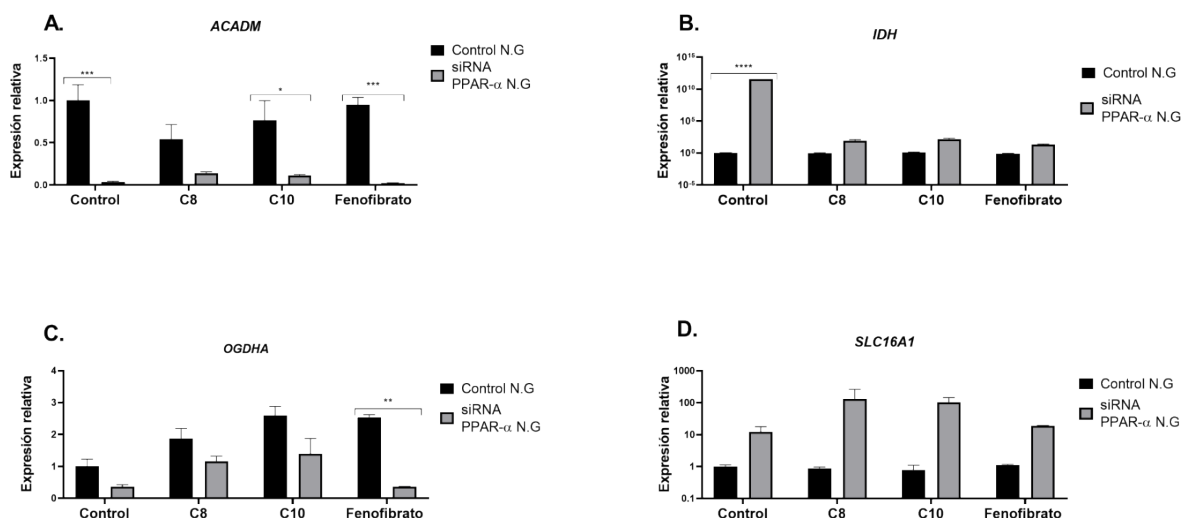 A.
ACADM
Expresión relativa
1.5
1.0
0.5
0.0
***
*
***
Control
C8
C10
Fenofibrato
Control N.G
siRNA
PPAR-α N.G
B.
IDH
Expresión relativa
10¹⁵
10¹⁰
10⁵
10⁰
10⁻⁵
****
Control
C8
C10
Fenofibrato
Control N.G
siRNA
PPAR-α N.G
C.
OGDHA
Expresión relativa
4
3
2
1
0
**
Control
C8
C10
Fenofibrato
Control N.G
siRNA
PPAR-α N.G
D.
SLC16A1
Expresión relativa
1000
100
10
1
0.1
Control
C8
C10
Fenofibrato
Control N.G
siRNA
PPAR-α N.G